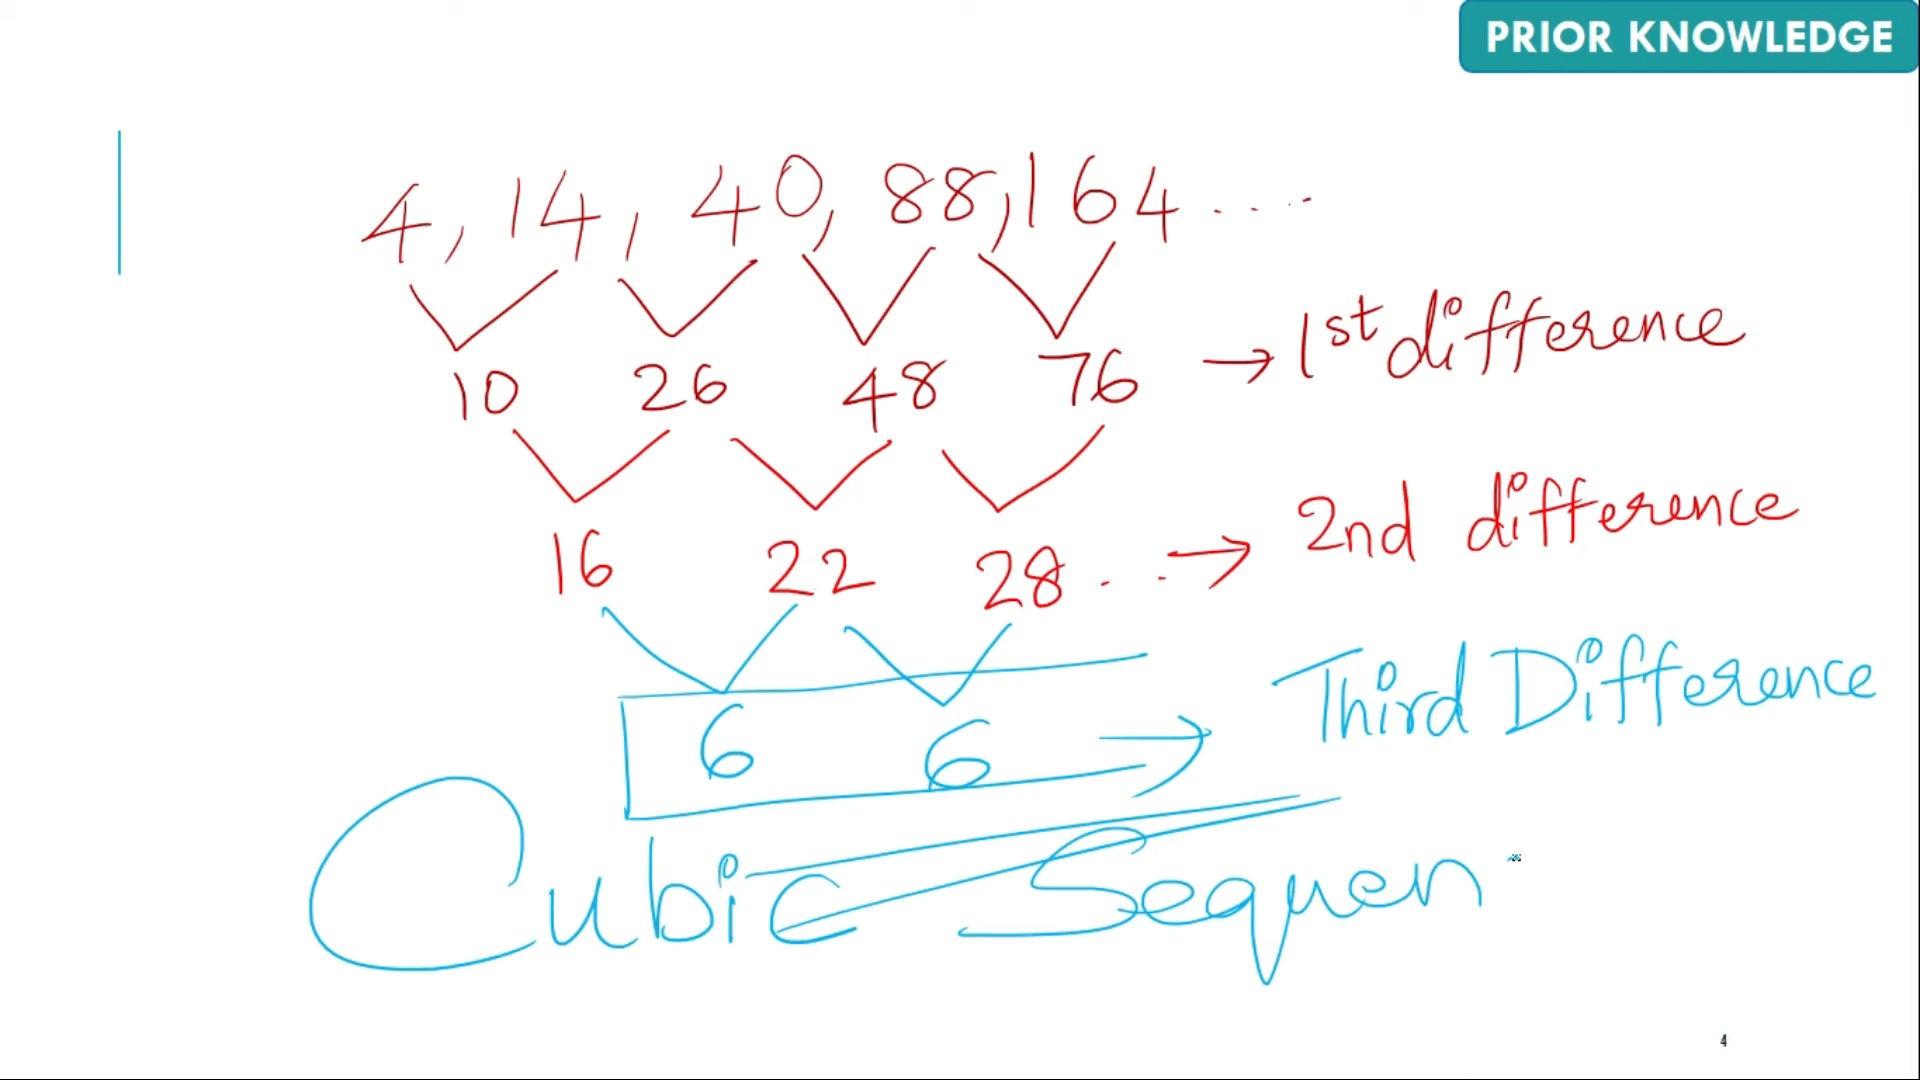 PRIOR KNOWLEDGE
4, 14, 40, 88, 164 . . . .
10 26 48 76 → 1st difference
16 22 28 . . → 2nd difference
6 6 → Third Difference
Cubic Sequen
4